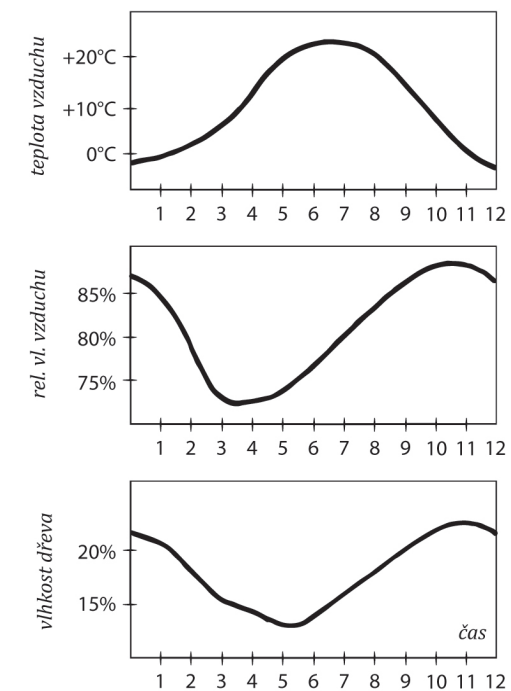 teplota vzduchu
+20°C
+10°C
0°C
1 2 3 4 5 6 7 8 9 10 11 12
rel. vl. vzduchu
85%
80%
75%
1 2 3 4 5 6 7 8 9 10 11 12
vlhkost dřeva
20%
15%
čas
1 2 3 4 5 6 7 8 9 10 11 12